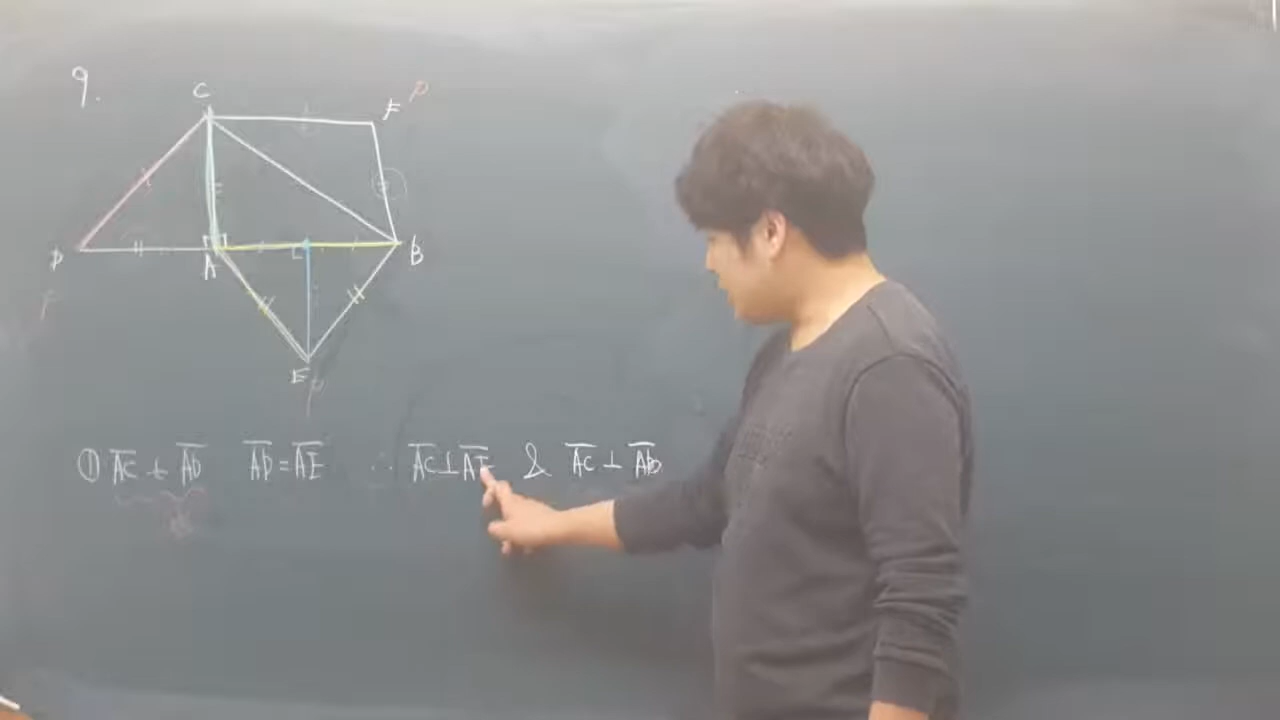 9.
C
F P
D
A
B
E
P
① AC ⊥ AD AD = AE ∴ AC ⊥ AE & AC ⊥ AB